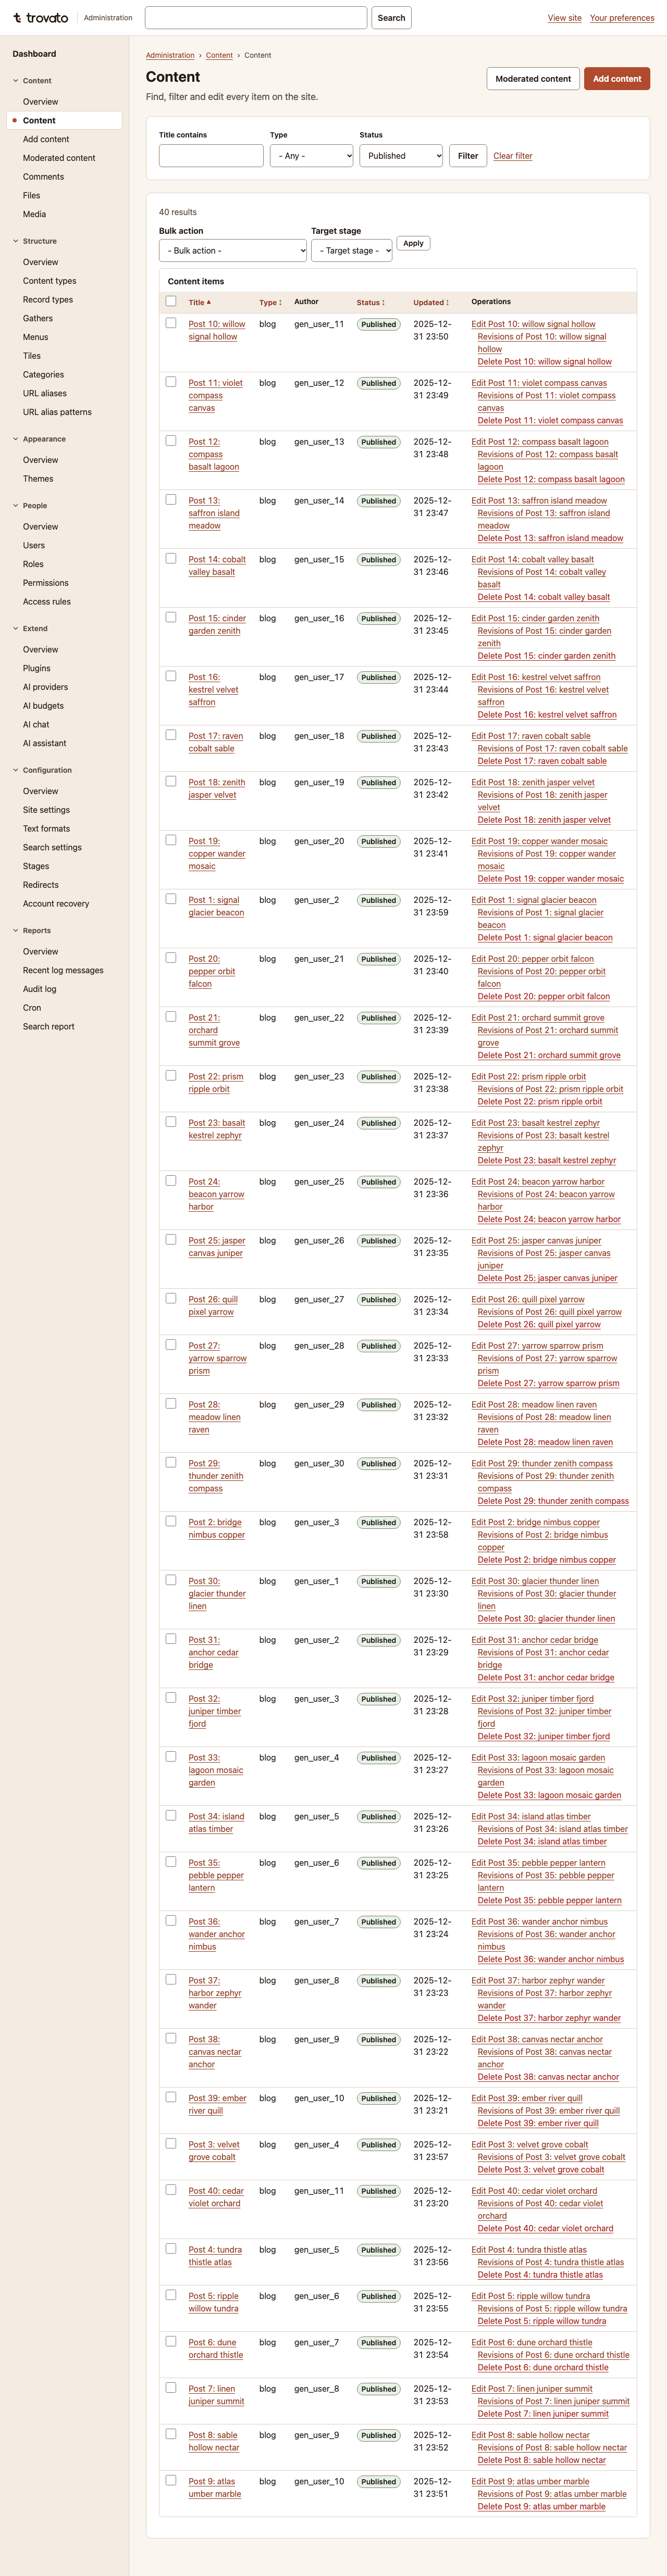 trovato
Administration
Search
View site
Your preferences
Dashboard
Content
Overview
Content
Add content
Moderated content
Comments
Files
Media
Structure
Overview
Content types
Record types
Gathers
Menus
Tiles
Categories
URL aliases
URL alias patterns
Appearance
Overview
Themes
People
Overview
Users
Roles
Permissions
Access rules
Extend
Overview
Plugins
AI providers
AI budgets
AI chat
AI assistant
Configuration
Overview
Site settings
Text formats
Search settings
Stages
Redirects
Account recovery
Reports
Overview
Recent log messages
Audit log
Cron
Search report
Administration › Content › Content
Content
Find, filter and edit every item on the site.
Moderated content
Add content
Title contains
Type
Status
- Any -
Published
Filter
Clear filter
40 results
Bulk action
Target stage
- Bulk action -
- Target stage -
Apply
Content items
Title Type Author Status Updated Operations
Post 10: willow blog gen_user_11 Published 2025-12- Edit Post 10: willow signal hollow
signal hollow 31 23:50 Revisions of Post 10: willow signal
hollow
Delete Post 10: willow signal hollow
Post 11: violet blog gen_user_12 Published 2025-12- Edit Post 11: violet compass canvas
compass 31 23:49 Revisions of Post 11: violet compass
canvas canvas
Delete Post 11: violet compass canvas
Post 12: blog gen_user_13 Published 2025-12- Edit Post 12: compass basalt lagoon
compass 31 23:48 Revisions of Post 12: compass basalt
basalt lagoon lagoon
Delete Post 12: compass basalt lagoon
Post 13: blog gen_user_14 Published 2025-12- Edit Post 13: saffron island meadow
saffron island 31 23:47 Revisions of Post 13: saffron island
meadow meadow
Delete Post 13: saffron island meadow
Post 14: cobalt blog gen_user_15 Published 2025-12- Edit Post 14: cobalt valley basalt
valley basalt 31 23:46 Revisions of Post 14: cobalt valley
basalt
Delete Post 14: cobalt valley basalt
Post 15: cinder blog gen_user_16 Published 2025-12- Edit Post 15: cinder garden zenith
garden zenith 31 23:45 Revisions of Post 15: cinder garden
zenith
Delete Post 15: cinder garden zenith
Post 16: blog gen_user_17 Published 2025-12- Edit Post 16: kestrel velvet saffron
kestrel velvet 31 23:44 Revisions of Post 16: kestrel velvet
saffron saffron
Delete Post 16: kestrel velvet saffron
Post 17: raven blog gen_user_18 Published 2025-12- Edit Post 17: raven cobalt sable
cobalt sable 31 23:43 Revisions of Post 17: raven cobalt sable
Delete Post 17: raven cobalt sable
Post 18: zenith blog gen_user_19 Published 2025-12- Edit Post 18: zenith jasper velvet
jasper velvet 31 23:42 Revisions of Post 18: zenith jasper
velvet
Delete Post 18: zenith jasper velvet
Post 19: blog gen_user_20 Published 2025-12- Edit Post 19: copper wander mosaic
copper wander 31 23:41 Revisions of Post 19: copper wander
mosaic mosaic
Delete Post 19: copper wander mosaic
Post 1: signal blog gen_user_2 Published 2025-12- Edit Post 1: signal glacier beacon
glacier beacon 31 23:59 Revisions of Post 1: signal glacier
beacon
Delete Post 1: signal glacier beacon
Post 20: blog gen_user_21 Published 2025-12- Edit Post 20: pepper orbit falcon
pepper orbit 31 23:40 Revisions of Post 20: pepper orbit
falcon falcon
Delete Post 20: pepper orbit falcon
Post 21: blog gen_user_22 Published 2025-12- Edit Post 21: orchard summit grove
orchard 31 23:39 Revisions of Post 21: orchard summit
summit grove grove
Delete Post 21: orchard summit grove
Post 22: prism blog gen_user_23 Published 2025-12- Edit Post 22: prism ripple orbit
ripple orbit 31 23:38 Revisions of Post 22: prism ripple orbit
Delete Post 22: prism ripple orbit
Post 23: basalt blog gen_user_24 Published 2025-12- Edit Post 23: basalt kestrel zephyr
kestrel zephyr 31 23:37 Revisions of Post 23: basalt kestrel
zephyr
Delete Post 23: basalt kestrel zephyr
Post 24: blog gen_user_25 Published 2025-12- Edit Post 24: beacon yarrow harbor
beacon yarrow 31 23:36 Revisions of Post 24: beacon yarrow
harbor harbor
Delete Post 24: beacon yarrow harbor
Post 25: jasper blog gen_user_26 Published 2025-12- Edit Post 25: jasper canvas juniper
canvas juniper 31 23:35 Revisions of Post 25: jasper canvas
juniper
Delete Post 25: jasper canvas juniper
Post 26: quill blog gen_user_27 Published 2025-12- Edit Post 26: quill pixel yarrow
pixel yarrow 31 23:34 Revisions of Post 26: quill pixel yarrow
Delete Post 26: quill pixel yarrow
Post 27: blog gen_user_28 Published 2025-12- Edit Post 27: yarrow sparrow prism
yarrow sparrow 31 23:33 Revisions of Post 27: yarrow sparrow
prism prism
Delete Post 27: yarrow sparrow prism
Post 28: blog gen_user_29 Published 2025-12- Edit Post 28: meadow linen raven
meadow linen 31 23:32 Revisions of Post 28: meadow linen
raven raven
Delete Post 28: meadow linen raven
Post 29: blog gen_user_30 Published 2025-12- Edit Post 29: thunder zenith compass
thunder zenith 31 23:31 Revisions of Post 29: thunder zenith
compass compass
Delete Post 29: thunder zenith compass
Post 2: bridge blog gen_user_3 Published 2025-12- Edit Post 2: bridge nimbus copper
nimbus copper 31 23:58 Revisions of Post 2: bridge nimbus
copper
Delete Post 2: bridge nimbus copper
Post 30: blog gen_user_1 Published 2025-12- Edit Post 30: glacier thunder linen
glacier thunder 31 23:30 Revisions of Post 30: glacier thunder
linen linen
Delete Post 30: glacier thunder linen
Post 31: blog gen_user_2 Published 2025-12- Edit Post 31: anchor cedar bridge
anchor cedar 31 23:29 Revisions of Post 31: anchor cedar
bridge bridge
Delete Post 31: anchor cedar bridge
Post 32: blog gen_user_3 Published 2025-12- Edit Post 32: juniper timber fjord
juniper timber 31 23:28 Revisions of Post 32: juniper timber
fjord fjord
Delete Post 32: juniper timber fjord
Post 33: blog gen_user_4 Published 2025-12- Edit Post 33: lagoon mosaic garden
lagoon mosaic 31 23:27 Revisions of Post 33: lagoon mosaic
garden garden
Delete Post 33: lagoon mosaic garden
Post 34: island blog gen_user_5 Published 2025-12- Edit Post 34: island atlas timber
atlas timber 31 23:26 Revisions of Post 34: island atlas timber
Delete Post 34: island atlas timber
Post 35: blog gen_user_6 Published 2025-12- Edit Post 35: pebble pepper lantern
pebble pepper 31 23:25 Revisions of Post 35: pebble pepper
lantern lantern
Delete Post 35: pebble pepper lantern
Post 36: blog gen_user_7 Published 2025-12- Edit Post 36: wander anchor nimbus
wander anchor 31 23:24 Revisions of Post 36: wander anchor
nimbus nimbus
Delete Post 36: wander anchor nimbus
Post 37: blog gen_user_8 Published 2025-12- Edit Post 37: harbor zephyr wander
harbor zephyr 31 23:23 Revisions of Post 37: harbor zephyr
wander wander
Delete Post 37: harbor zephyr wander
Post 38: blog gen_user_9 Published 2025-12- Edit Post 38: canvas nectar anchor
canvas nectar 31 23:22 Revisions of Post 38: canvas nectar
anchor anchor
Delete Post 38: canvas nectar anchor
Post 39: ember blog gen_user_10 Published 2025-12- Edit Post 39: ember river quill
river quill 31 23:21 Revisions of Post 39: ember river quill
Delete Post 39: ember river quill
Post 3: velvet blog gen_user_4 Published 2025-12- Edit Post 3: velvet grove cobalt
grove cobalt 31 23:57 Revisions of Post 3: velvet grove cobalt
Delete Post 3: velvet grove cobalt
Post 40: cedar blog gen_user_11 Published 2025-12- Edit Post 40: cedar violet orchard
violet orchard 31 23:20 Revisions of Post 40: cedar violet
orchard
Delete Post 40: cedar violet orchard
Post 4: tundra blog gen_user_5 Published 2025-12- Edit Post 4: tundra thistle atlas
thistle atlas 31 23:56 Revisions of Post 4: tundra thistle atlas
Delete Post 4: tundra thistle atlas
Post 5: ripple blog gen_user_6 Published 2025-12- Edit Post 5: ripple willow tundra
willow tundra 31 23:55 Revisions of Post 5: ripple willow tundra
Delete Post 5: ripple willow tundra
Post 6: dune blog gen_user_7 Published 2025-12- Edit Post 6: dune orchard thistle
orchard thistle 31 23:54 Revisions of Post 6: dune orchard thistle
Delete Post 6: dune orchard thistle
Post 7: linen blog gen_user_8 Published 2025-12- Edit Post 7: linen juniper summit
juniper summit 31 23:53 Revisions of Post 7: linen juniper summit
Delete Post 7: linen juniper summit
Post 8: sable blog gen_user_9 Published 2025-12- Edit Post 8: sable hollow nectar
hollow nectar 31 23:52 Revisions of Post 8: sable hollow nectar
Delete Post 8: sable hollow nectar
Post 9: atlas blog gen_user_10 Published 2025-12- Edit Post 9: atlas umber marble
umber marble 31 23:51 Revisions of Post 9: atlas umber marble
Delete Post 9: atlas umber marble